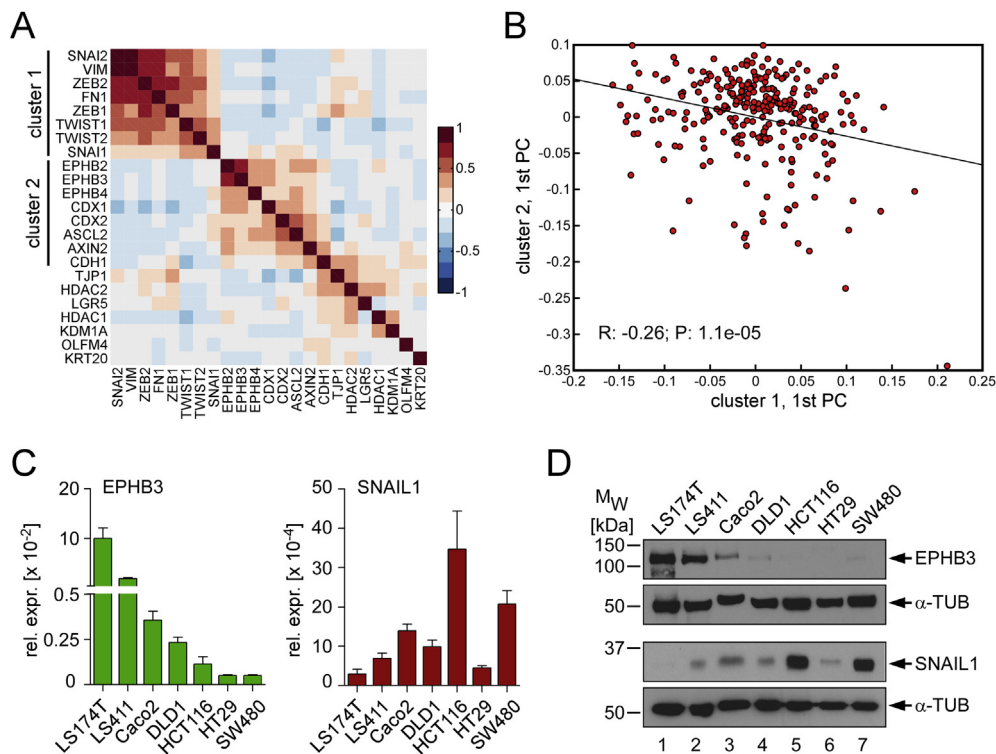 A
cluster 1
cluster 2
SNAI2
VIM
ZEB2
FN1
ZEB1
TWIST1
TWIST2
SNAI1
EPHB2
EPHB3
EPHB4
CDX1
CDX2
ASCL2
AXIN2
CDH1
TJP1
HDAC2
LGR5
HDAC1
KDM1A
OLFM4
KRT20
SNAI2
VIM
ZEB2
FN1
ZEB1
TWIST1
TWIST2
SNAI1
EPHB2
EPHB3
EPHB4
CDX1
CDX2
ASCL2
AXIN2
CDH1
TJP1
HDAC2
LGR5
HDAC1
KDM1A
OLFM4
KRT20
1
0.5
0
-0.5
-1
B
cluster 2, 1st PC
0.1
0.05
0
-0.05
-0.1
-0.15
-0.2
-0.25
-0.3
-0.35
R: -0.26; P: 1.1e-05
-0.2
-0.15
-0.1
-0.05
0
0.05
0.1
0.15
0.2
0.25
cluster 1, 1st PC
C
EPHB3
rel. expr. [x 10⁻²]
20
10
0.5
0.25
0
LS174T
LS411
Caco2
DLD1
HCT116
HT29
SW480
SNAIL1
rel. expr. [x 10⁻⁴]
50
40
30
20
10
0
LS174T
LS411
Caco2
DLD1
HCT116
HT29
SW480
D
MW
[kDa]
LS174T
LS411
Caco2
DLD1
HCT116
HT29
SW480
150
100
EPHB3
50
α-TUB
37
SNAIL1
50
α-TUB
1 2 3 4 5 6 7